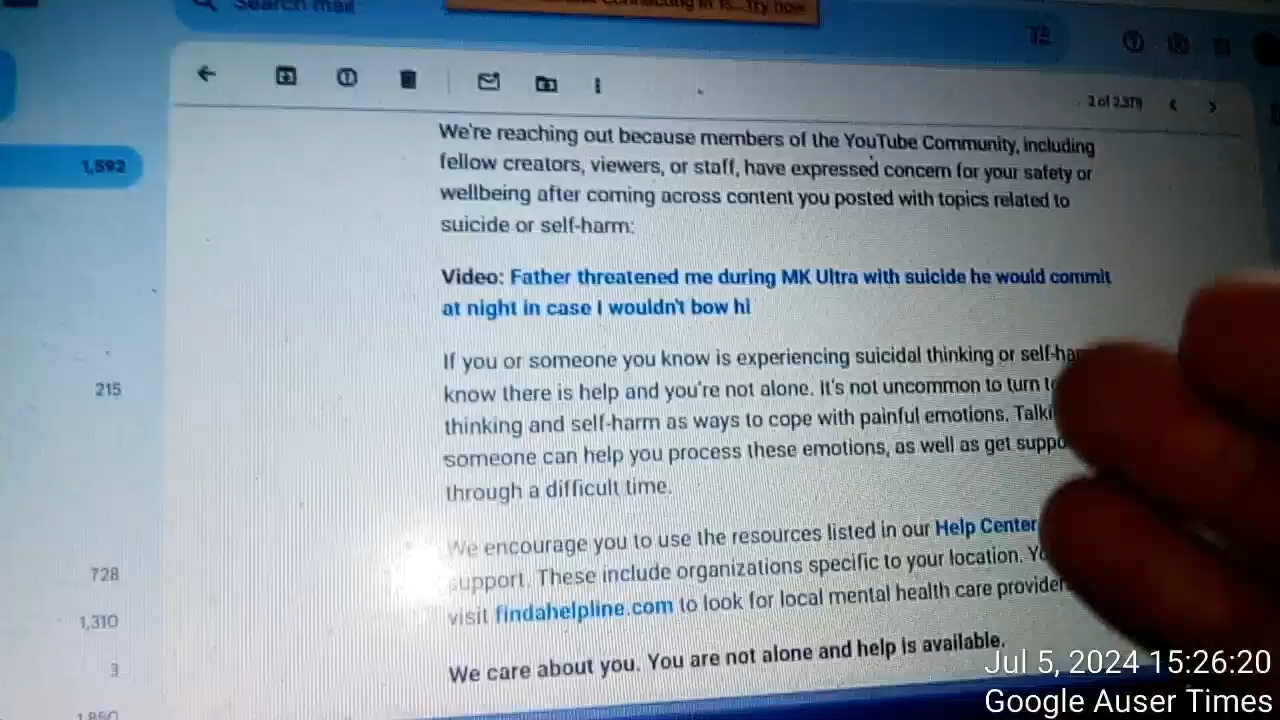 Search mail
Try now
2 of 2,379
We're reaching out because members of the YouTube Community, including
fellow creators, viewers, or staff, have expressed concern for your safety or
wellbeing after coming across content you posted with topics related to
suicide or self-harm:
Video: Father threatened me during MK Ultra with suicide he would commit
at night in case I wouldn't bow hi
If you or someone you know is experiencing suicidal thinking or self-har
know there is help and you're not alone. It's not uncommon to turn t
thinking and self-harm as ways to cope with painful emotions. Talki
someone can help you process these emotions, as well as get suppo
through a difficult time.
We encourage you to use the resources listed in our Help Center
support. These include organizations specific to your location. Yo
visit findahelpline.com to look for local mental health care provider
We care about you. You are not alone and help is available.
1,592
215
728
1,310
3
1,850
Jul 5, 2024 15:26:20
Google Auser Times